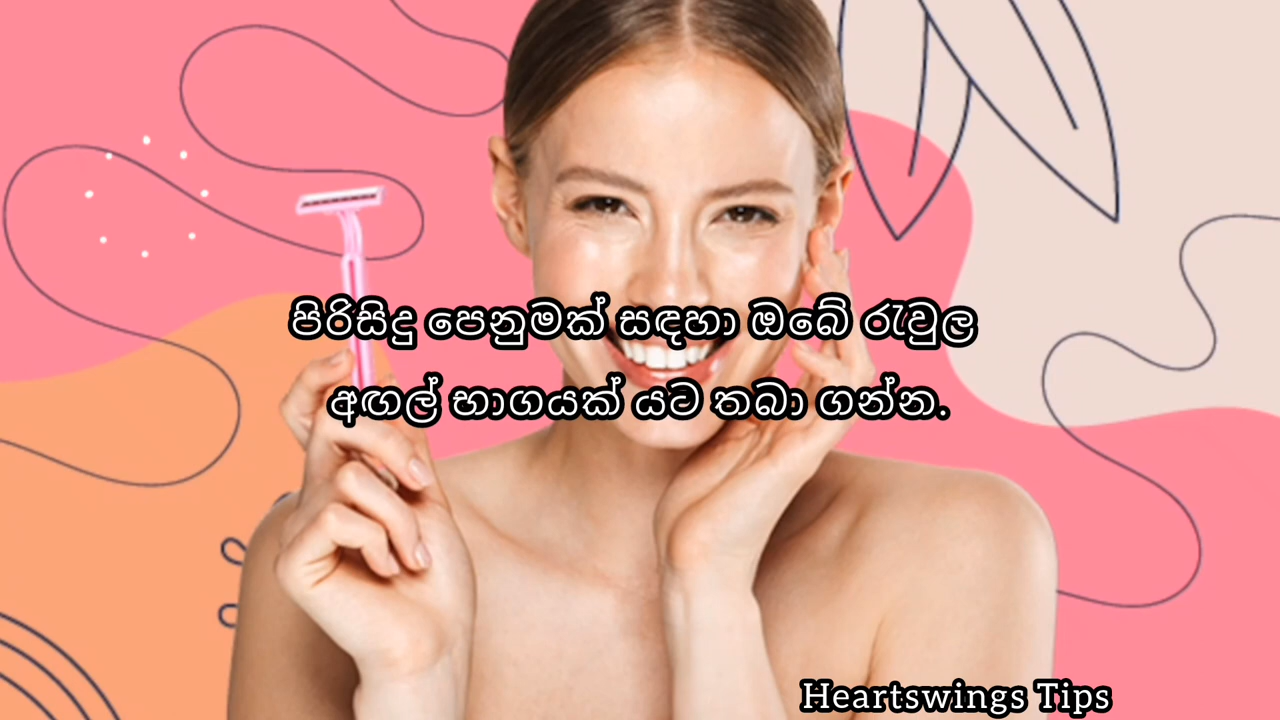 පිරිසිදු පෙනුමක් සඳහා ඔබේ රැවුල
අඟල් භාගයක් යට තබා ගන්න.
Heartswings Tips